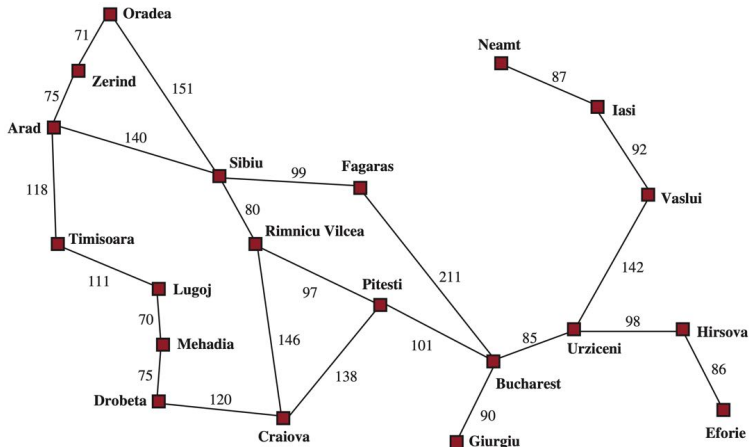 Oradea
71
Neamt
Zerind
87
75
151
Iasi
Arad
140
92
Sibiu
Fagaras
99
118
Vaslui
80
Timisoara
Rimnicu Vilcea
142
111
Lugoj
97
Pitesti
211
70
98
Hirsova
146
85
Mehadia
101
Urziceni
138
86
75
Bucharest
120
90
Drobeta
Craiova
Giurgiu
Eforie